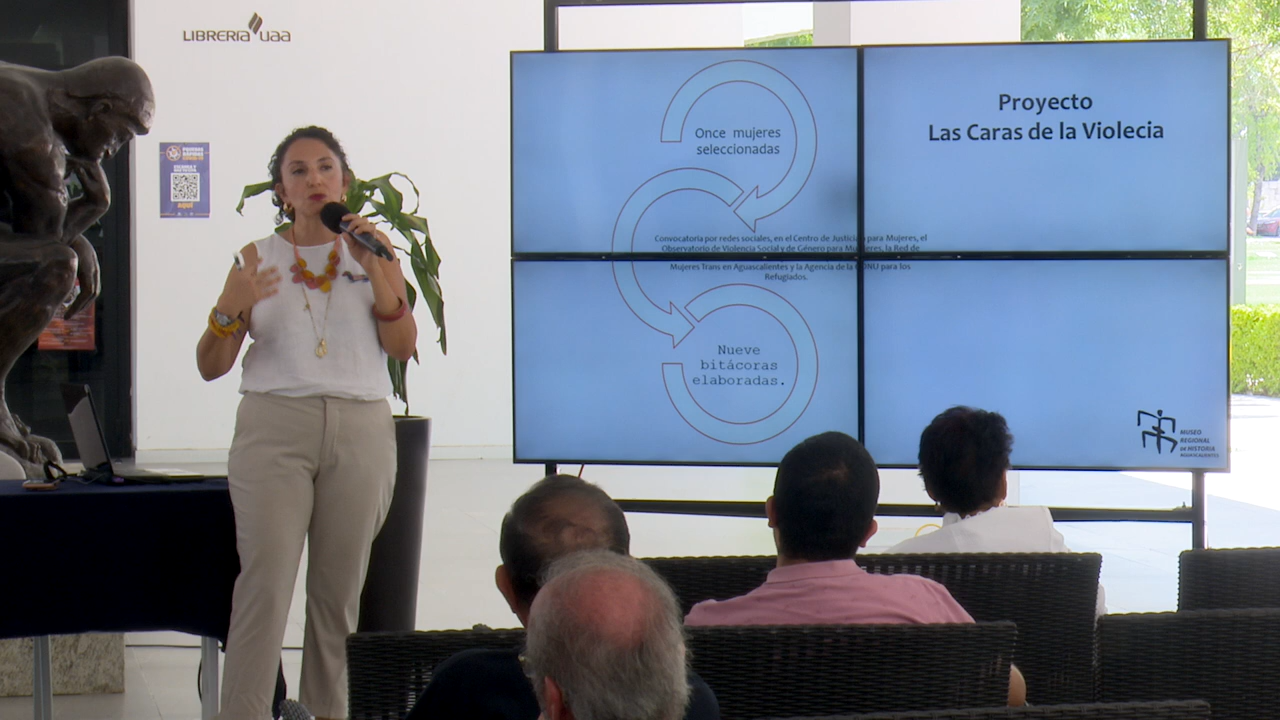 LIBRERIA UAA
Once mujeres
seleccionadas
Proyecto
Las Caras de la Violecia
Convocatoria por redes sociales, en el Centro de Justicia para Mujeres, el
Observatorio de Violencia Social y de Género para Mujeres, la Red de
Mujeres Trans en Aguascalientes y la Agencia de la ONU para los
Refugiados.
Nueve
bitácoras
elaboradas.
MUSEO
REGIONAL
DE HISTORIA
AQUÍ